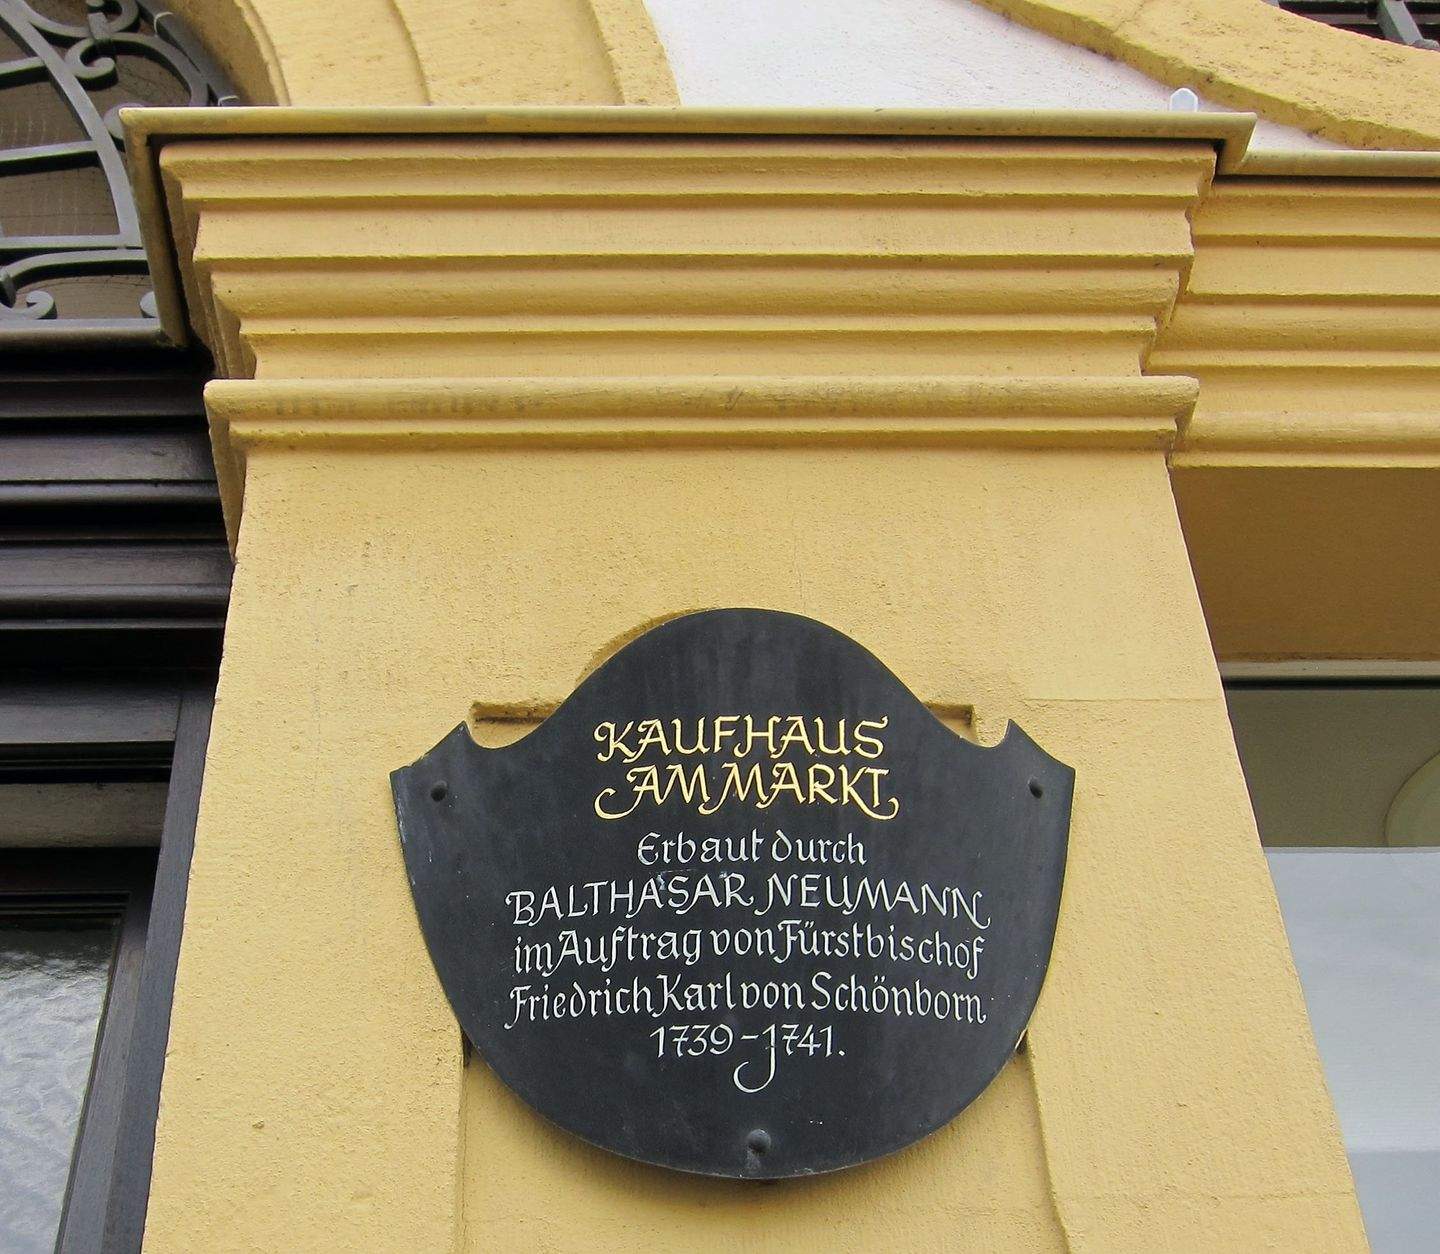 KAUFHAUS
AM MARKT
Erbaut durch
BALTHASAR NEUMANN
im Auftrag von Fürstbischof
Friedrich Karl von Schönborn
1739-1741.